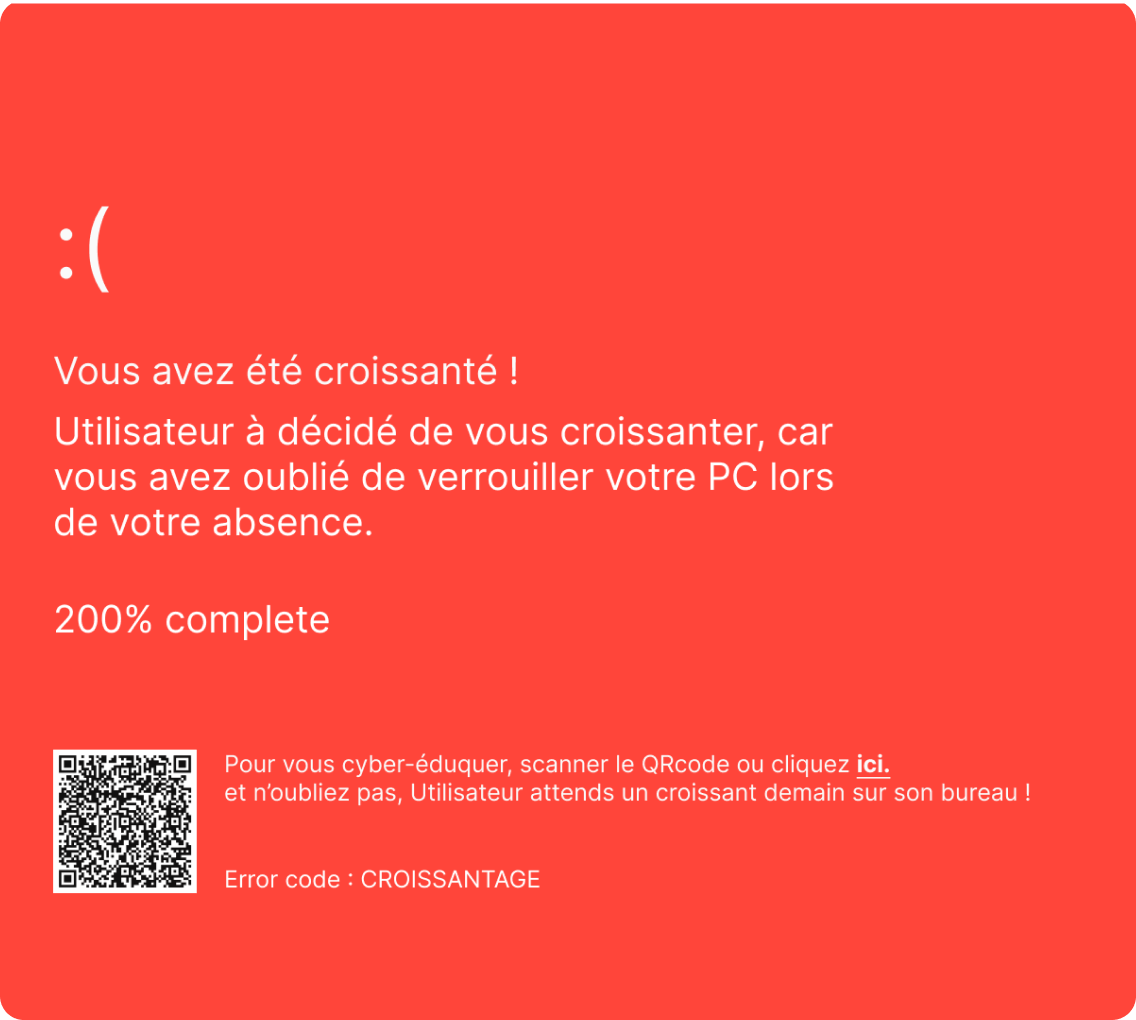 :(
Vous avez été croissanté !
Utilisateur à décidé de vous croissanter, car
vous avez oublié de verrouiller votre PC lors
de votre absence.
200% complete
Pour vous cyber-éduquer, scanner le QRcode ou cliquez ici.
et n’oubliez pas, Utilisateur attends un croissant demain sur son bureau !
Error code : CROISSANTAGE